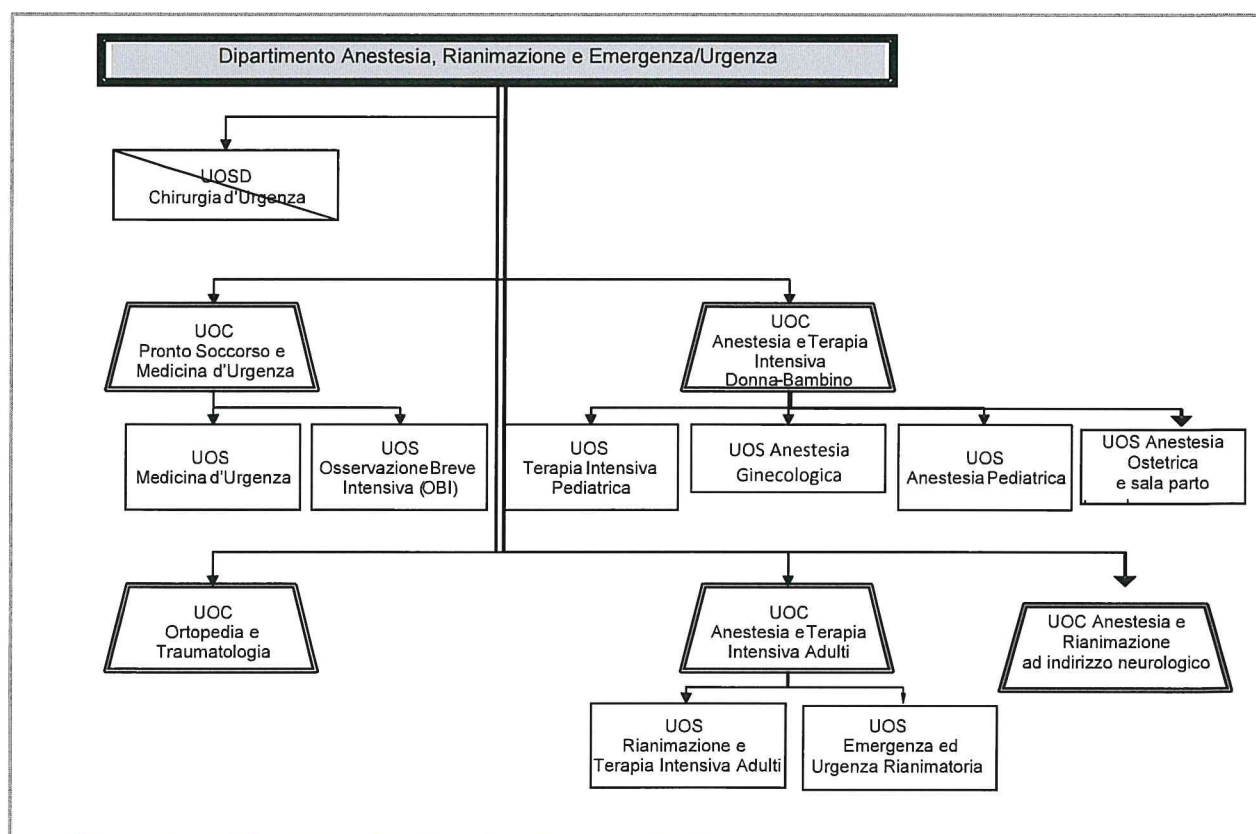 Dipartimento Anestesia, Rianimazione e Emergenza/Urgenza
UOSD
Chirurgia d'Urgenza
UOC
Pronto Soccorso e
Medicina d'Urgenza
UOC
Anestesia e Terapia
Intensiva
Donna-Bambino
UOS
Medicina d'Urgenza
UOS
Osservazione Breve
Intensiva (OBI)
UOS
Terapia Intensiva
Pediatrica
UOS Anestesia
Ginecologica
UOS
Anestesia Pediatrica
UOS Anestesia
Ostetrica
e sala parto
UOC
Ortopedia e
Traumatologia
UOC
Anestesia e Terapia
Intensiva Adulti
UOC Anestesia e
Rianimazione
ad indirizzo neurologico
UOS
Rianimazione e
Terapia Intensiva Adulti
UOS
Emergenza ed
Urgenza Rianimatoria